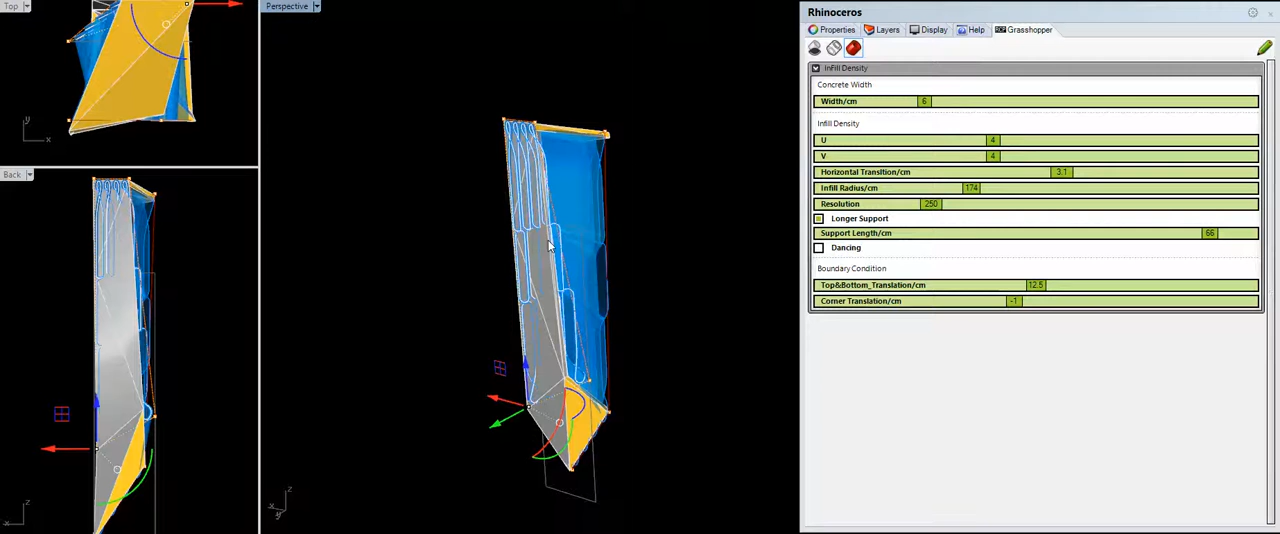 Top
Perspective
Back
y
x
z
x
z
x
y
Rhinoceros
Properties
Layers
Display
Help
Grasshopper
InFill Density
Concrete Width
Width/cm 6
Infill Density
U 4
V 4
Horizontal Transition/cm 3.1
Infill Radius/cm 174
Resolution 250
Longer Support
Support Length/cm 66
Dancing
Boundary Condition
Top&Bottom_Translation/cm 12.5
Corner Translation/cm -1